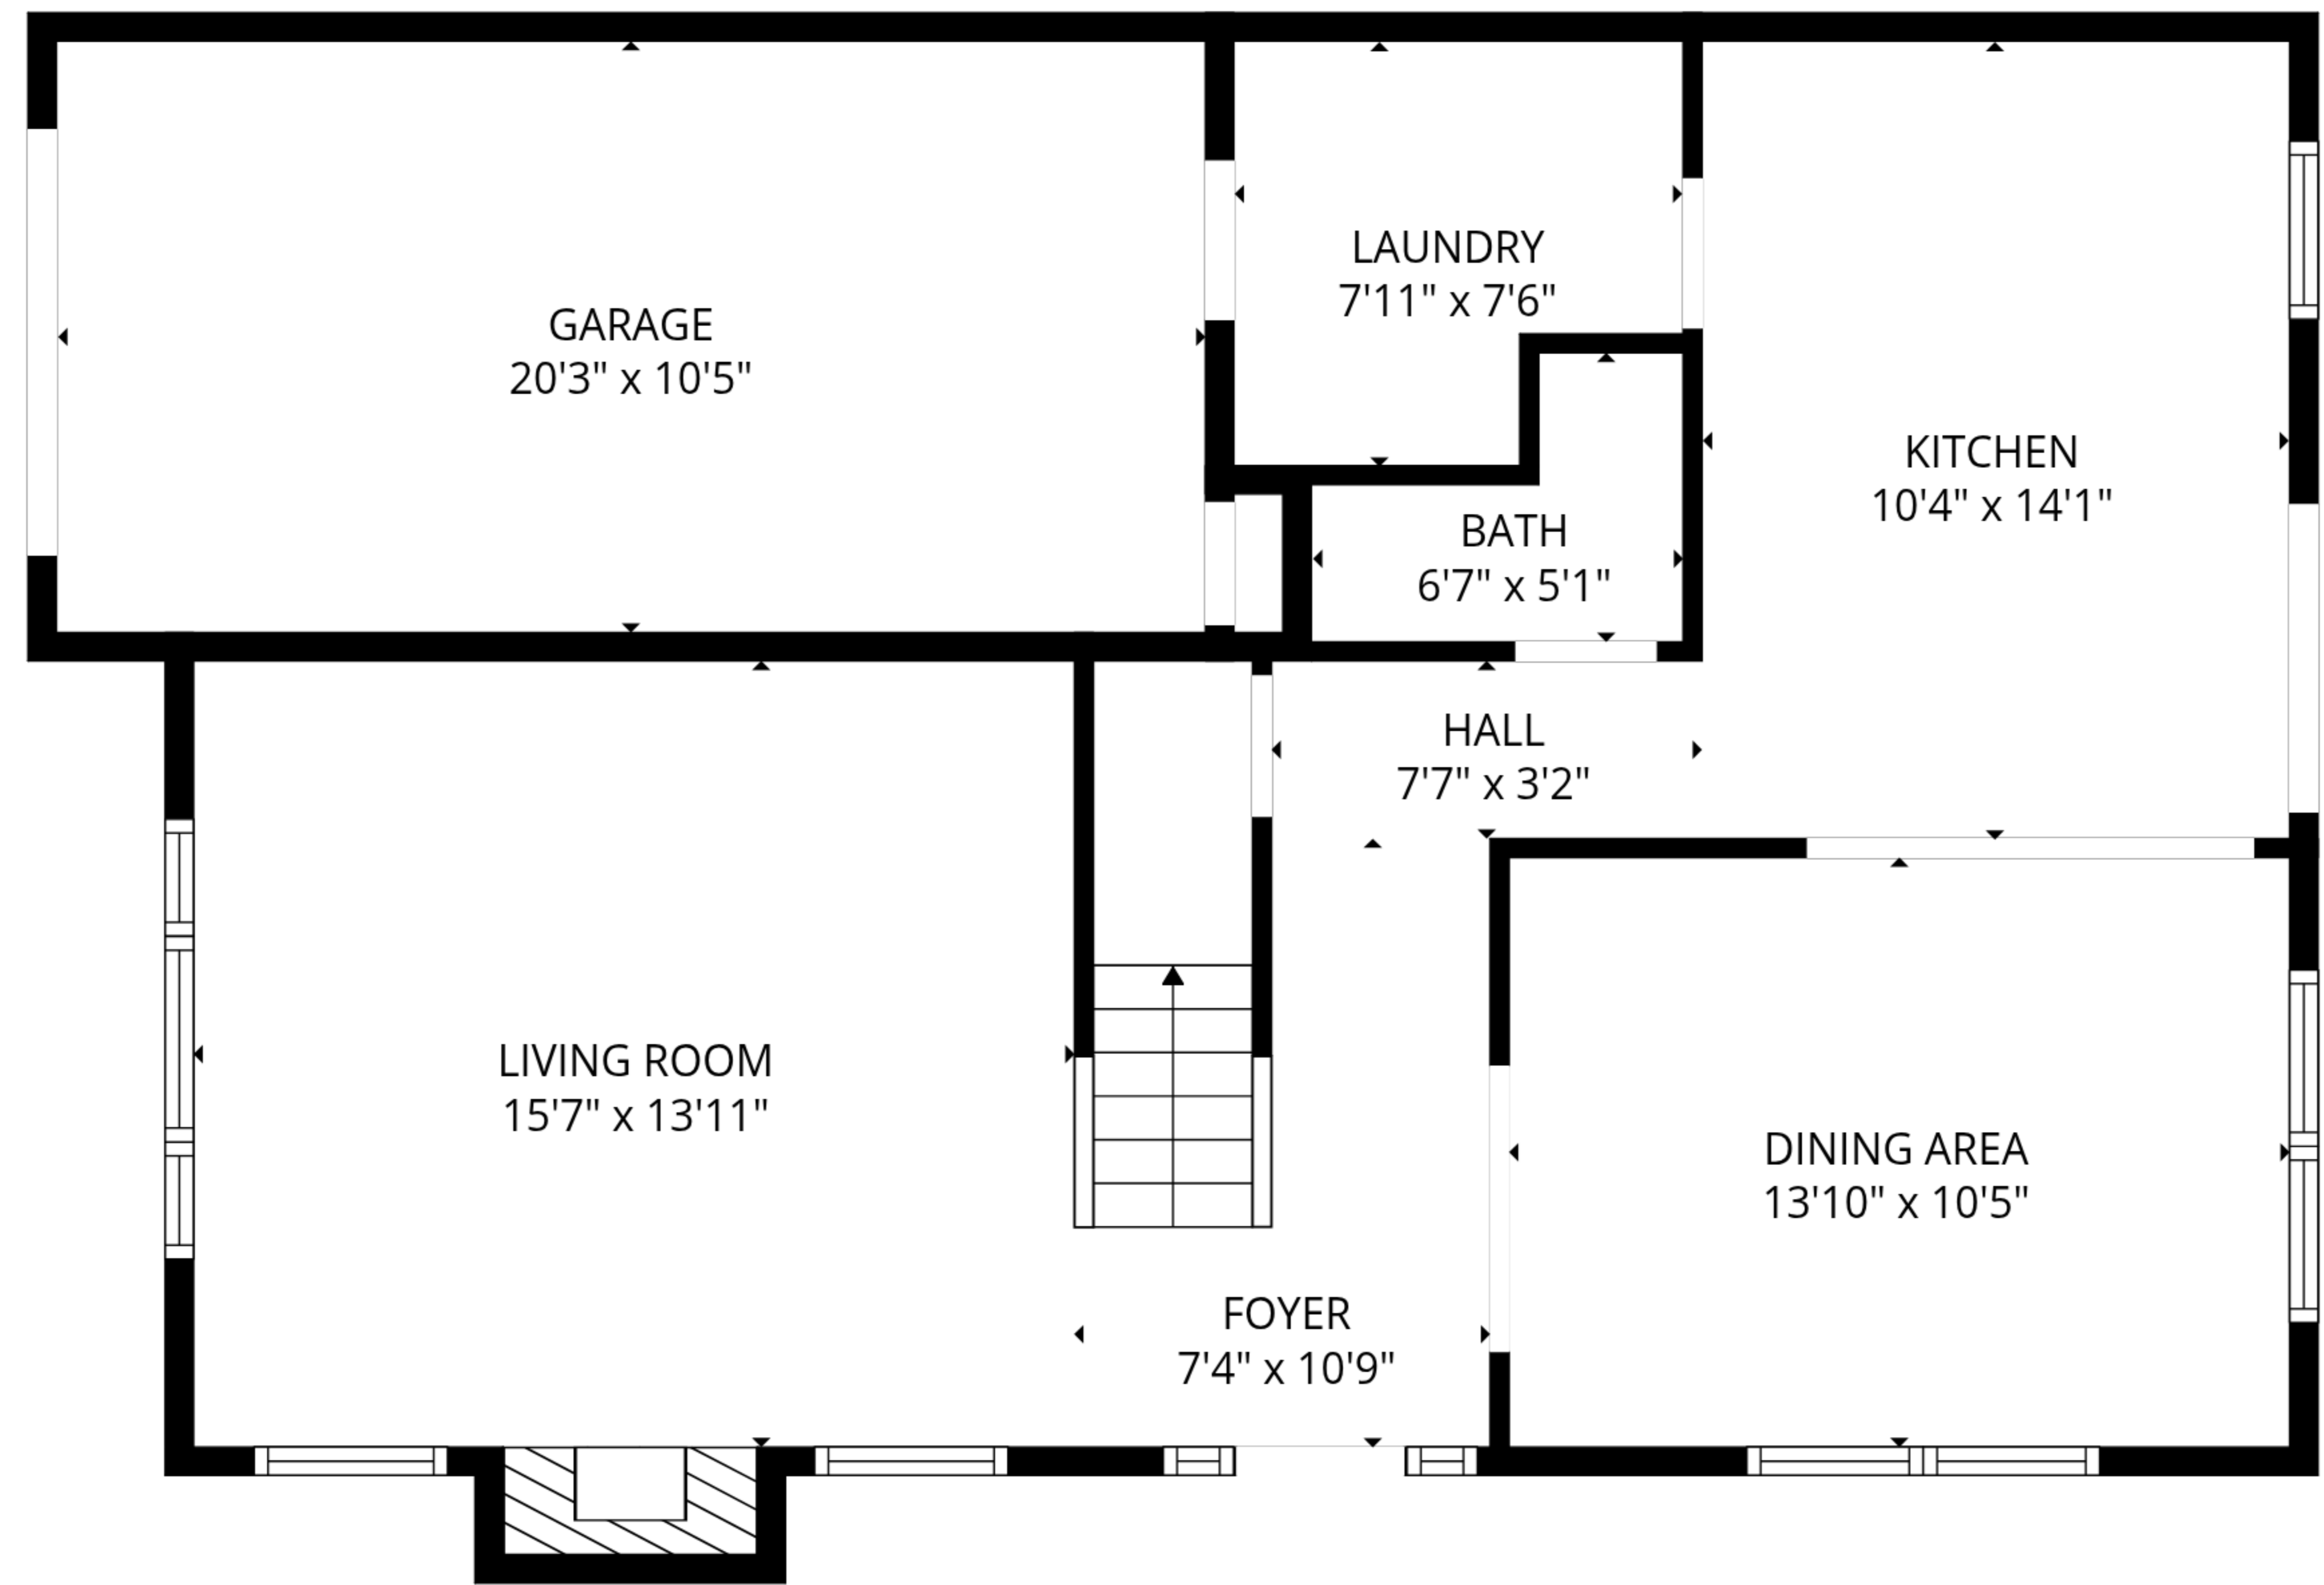 LAUNDRY
7'11" x 7'6"
GARAGE
20'3" x 10'5"
KITCHEN
10'4" x 14'1"
BATH
6'7" x 5'1"
HALL
7'7" x 3'2"
LIVING ROOM
15'7" x 13'11"
DINING AREA
13'10" x 10'5"
FOYER
7'4" x 10'9"